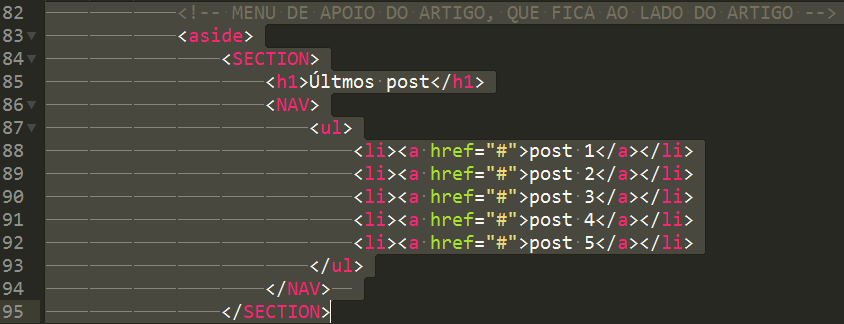 82 <!-- MENU DE APOIO DO ARTIGO, QUE FICA AO LADO DO ARTIGO -->
83 <aside>
84 <SECTION>
85 <h1>Últmos post</h1>
86 <NAV>
87 <ul>
88 <li><a href="#">post 1</a></li>
89 <li><a href="#">post 2</a></li>
90 <li><a href="#">post 3</a></li>
91 <li><a href="#">post 4</a></li>
92 <li><a href="#">post 5</a></li>
93 </ul>
94 </NAV>
95 </SECTION>